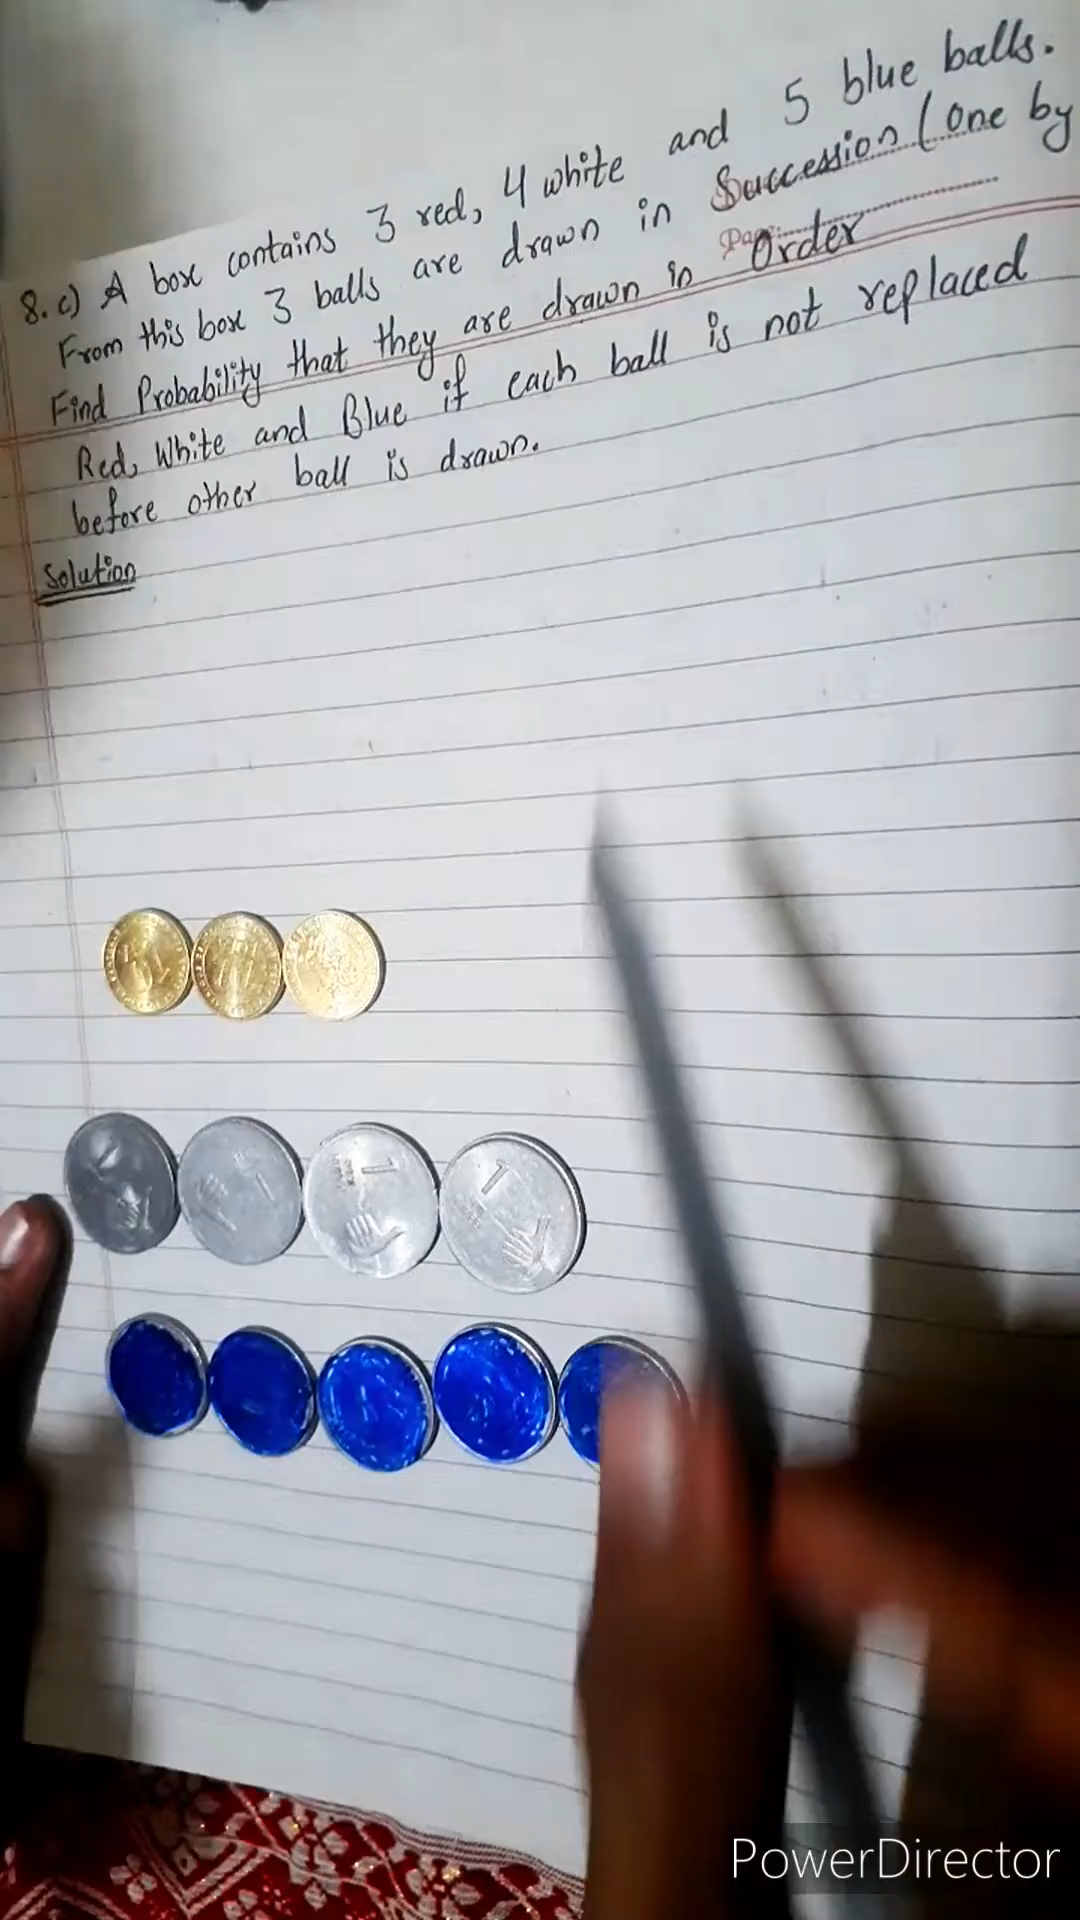 8. c) A box contains 3 red, 4 white and 5 blue balls.
From this box 3 balls are drawn in Succession (one by
Find Probability that they are drawn in Order
Red, White and Blue if each ball is not replaced
before other ball is drawn.
Solution
PowerDirector